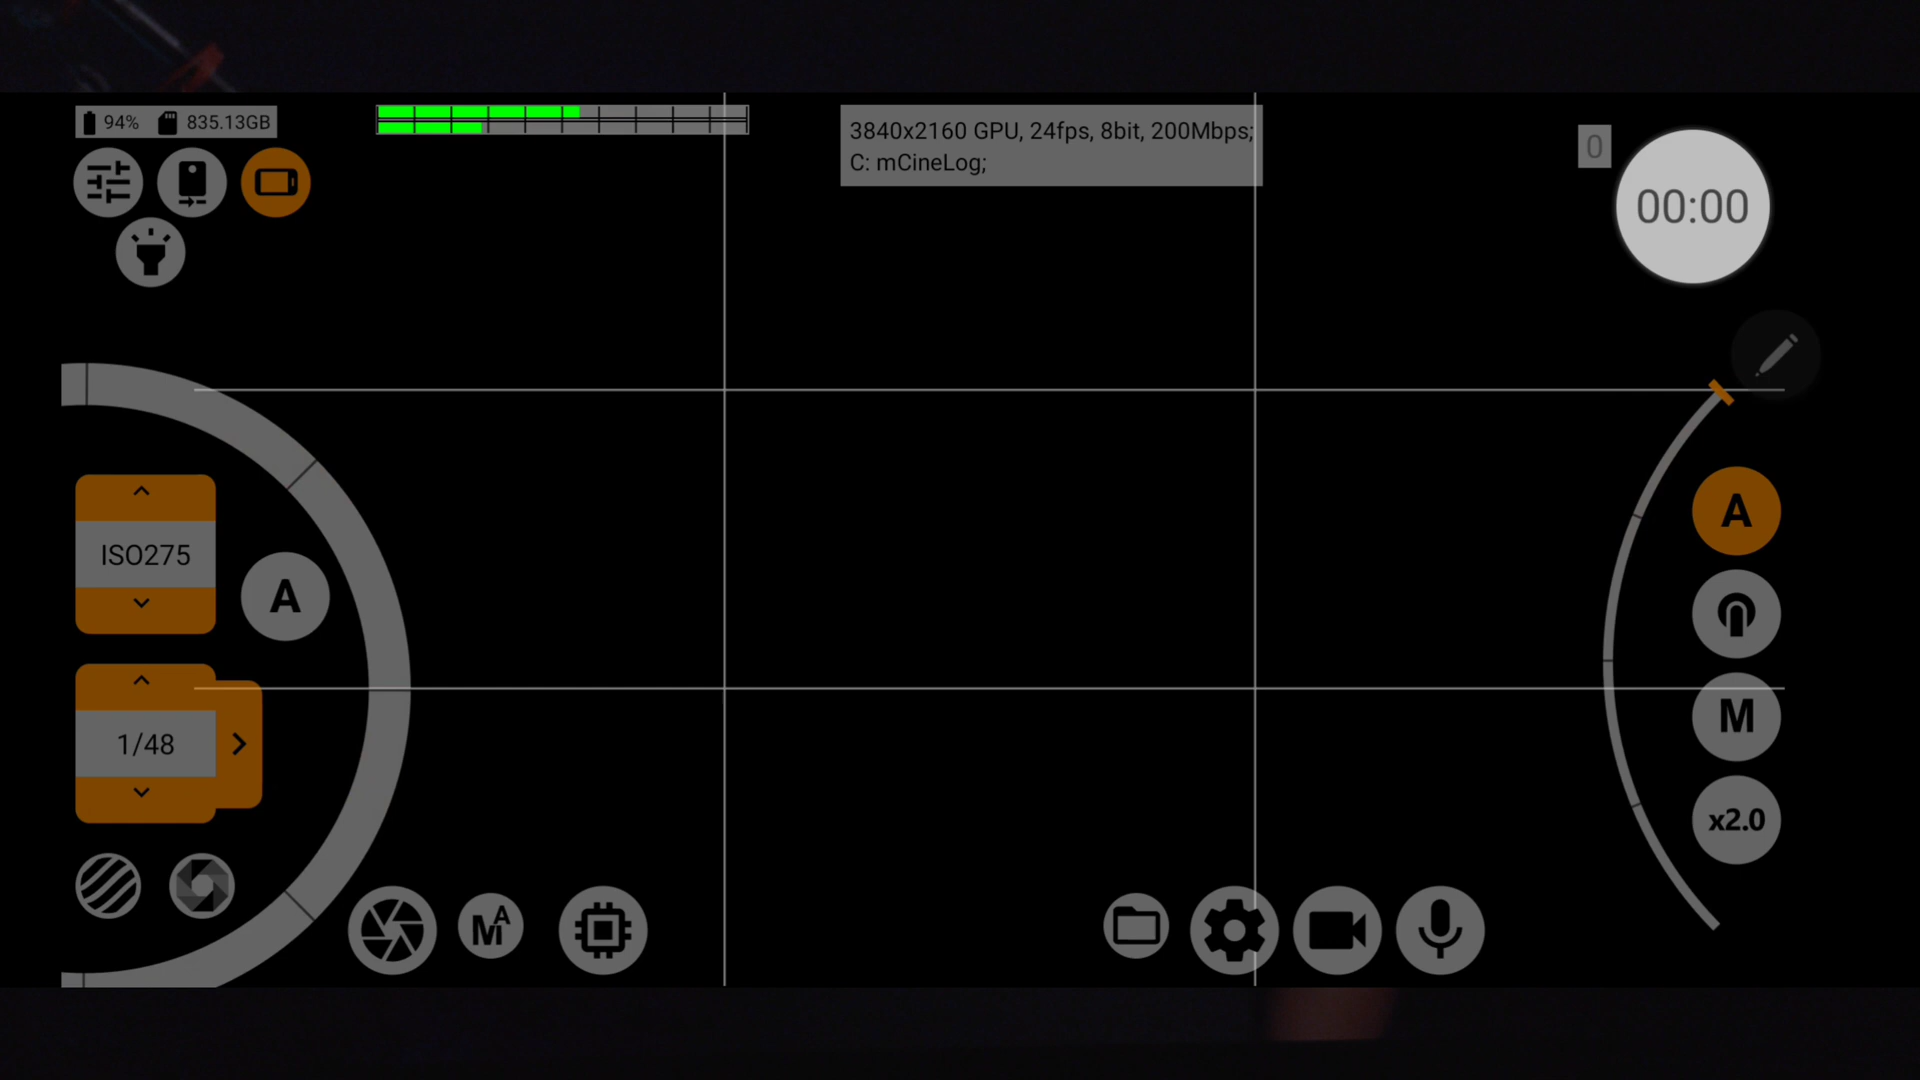 94% 835.13GB
3840x2160 GPU, 24fps, 8bit, 200Mbps;
C: mCineLog;
0
00:00
ISO275
A
A
1/48
M
x2.0
M A